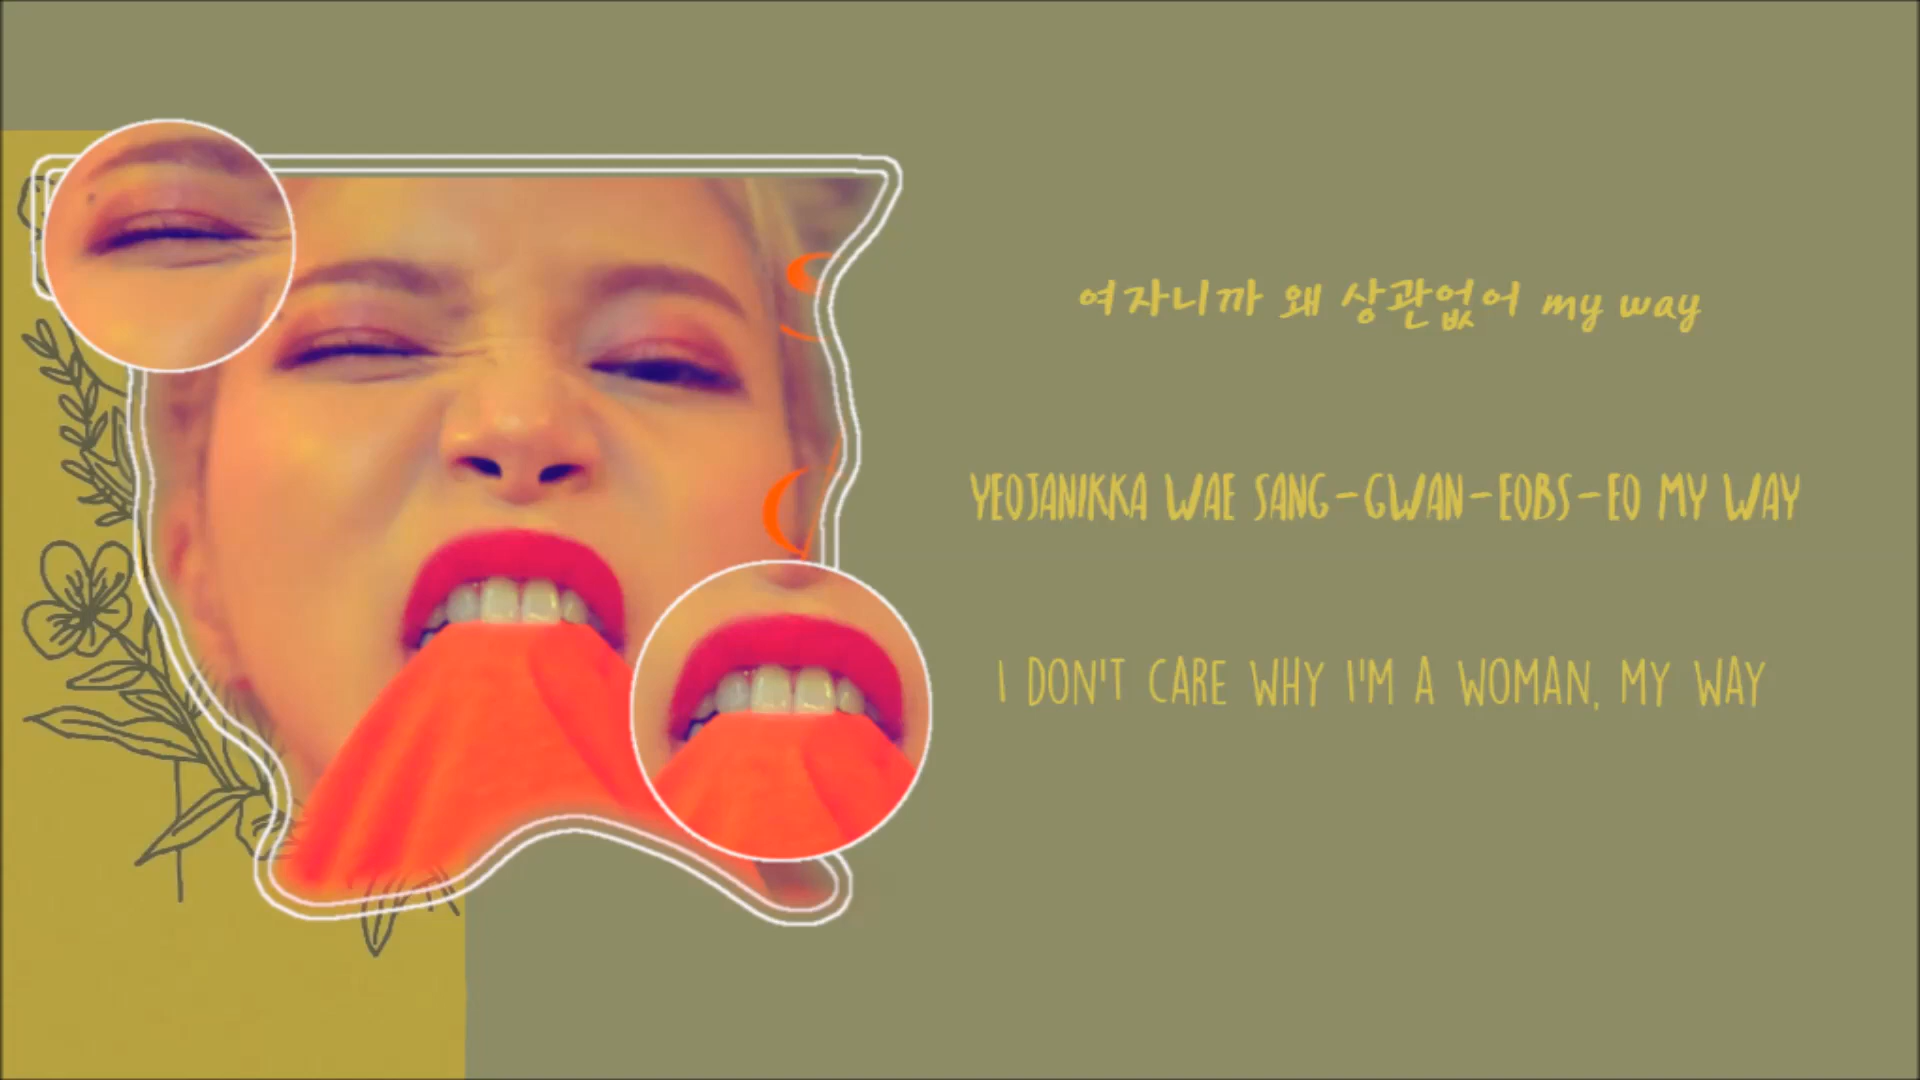 여자니까 왜 상관없어 my way
YEOJANIKKA WAE SANG-GWAN-EOBS-EO MY WAY
I DON'T CARE WHY I'M A WOMAN, MY WAY